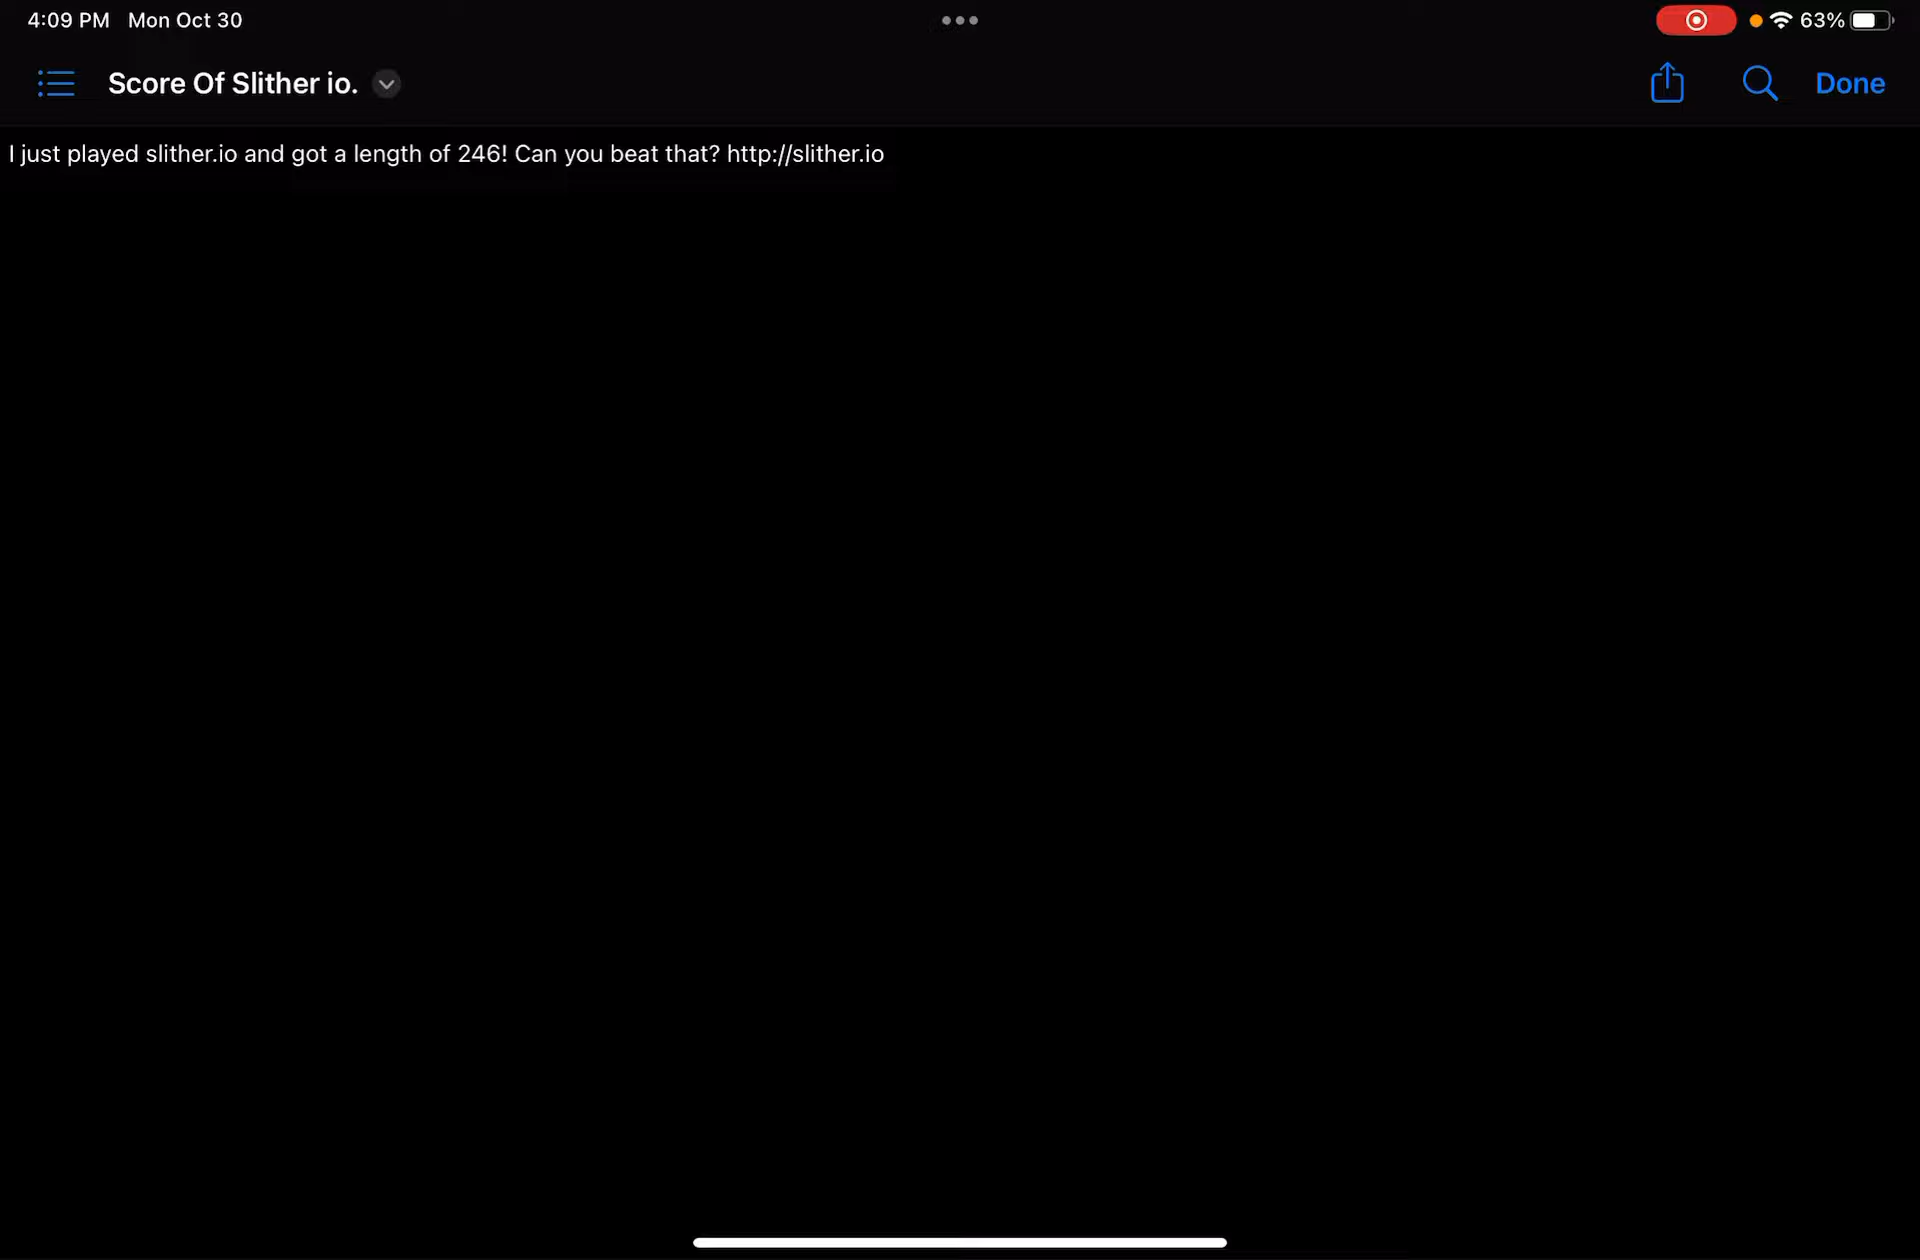 4:09 PM Mon Oct 30
63%
Score Of Slither io.
Done
I just played slither.io and got a length of 246! Can you beat that? http://slither.io